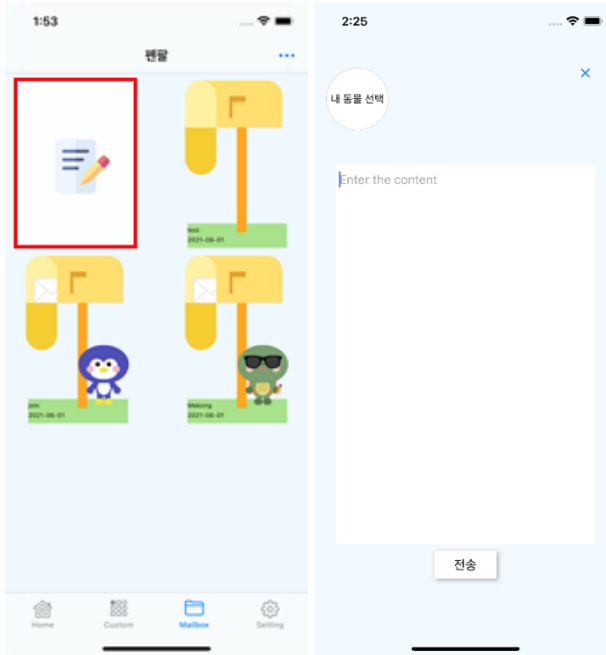 1:53
펜팔
test
2021-06-01
join
2021-06-01
Mekong
2021-06-01
Home
Custom
Mailbox
Setting
2:25
내 동물 선택
Enter the content
전송